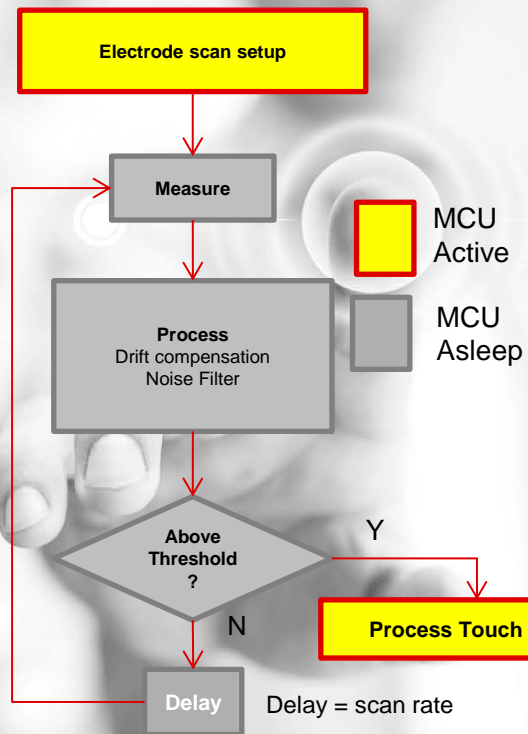 Electrode scan setup
Measure
MCU
Active
Process
Drift compensation
Noise Filter
MCU
Asleep
Above
Threshold
?
Y
N
Process Touch
Delay
Delay = scan rate